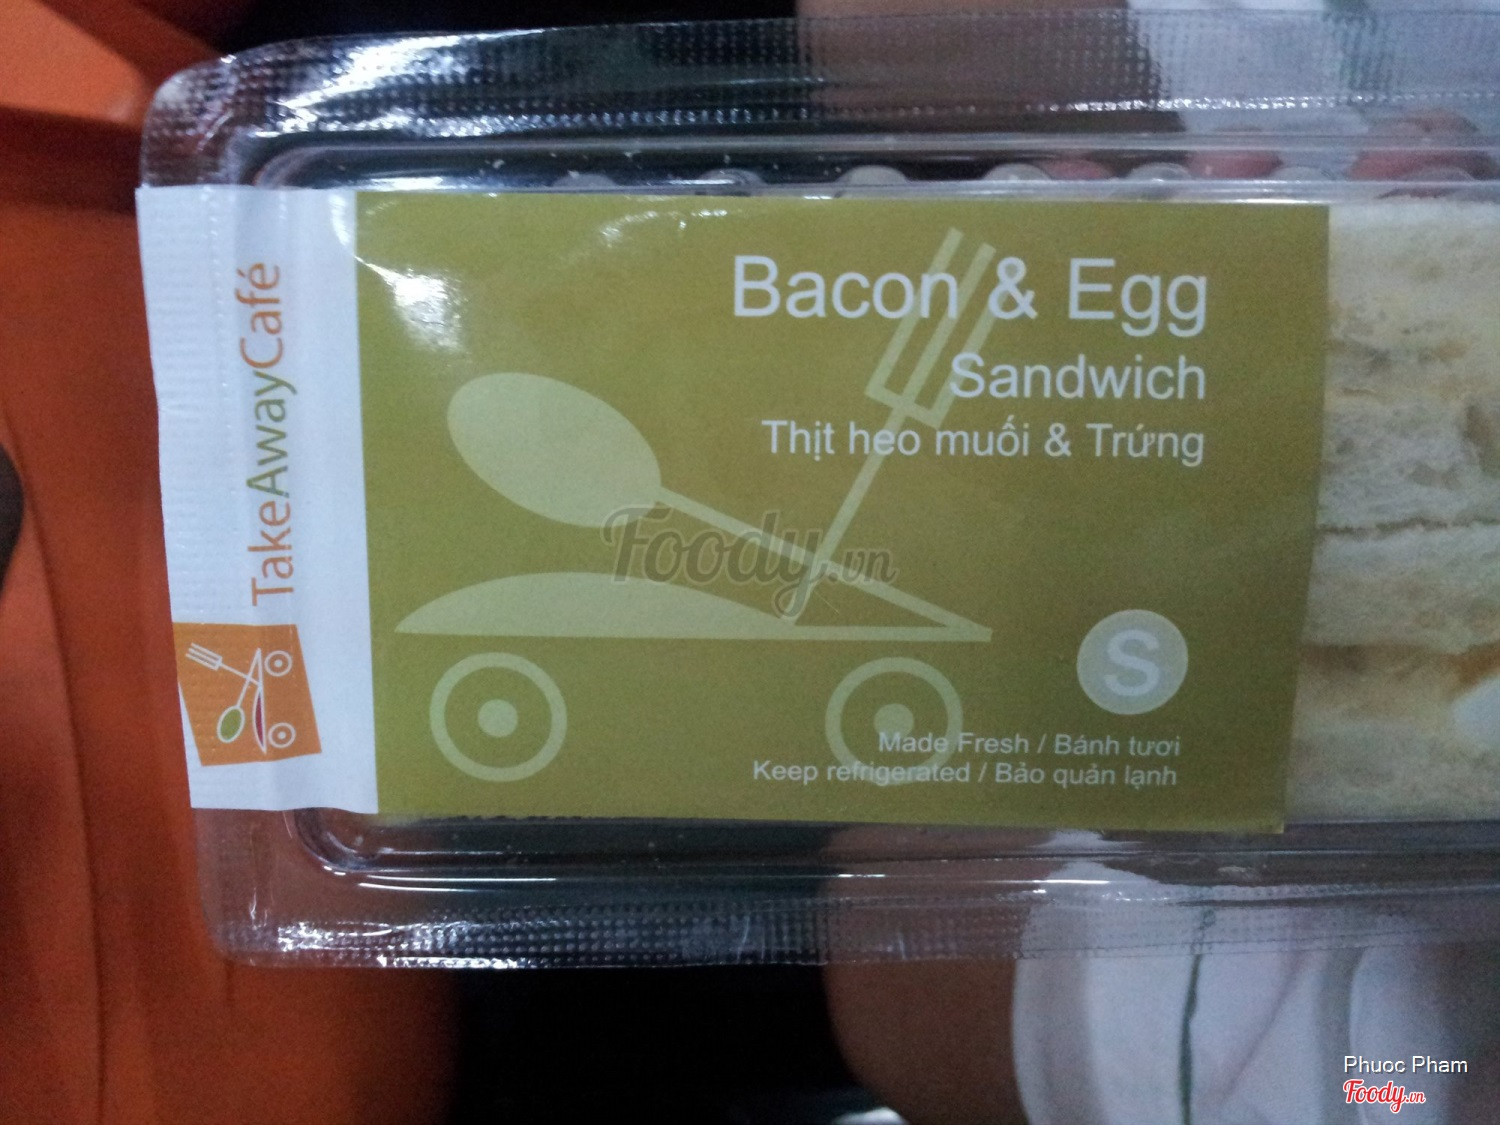 TakeAwayCafé
Bacon & Egg
Sandwich
Thịt heo muối & Trứng
Foody.vn
S
Made Fresh / Bánh tươi
Keep refrigerated / Bảo quản lạnh
Phuoc Pham
Foody.vn